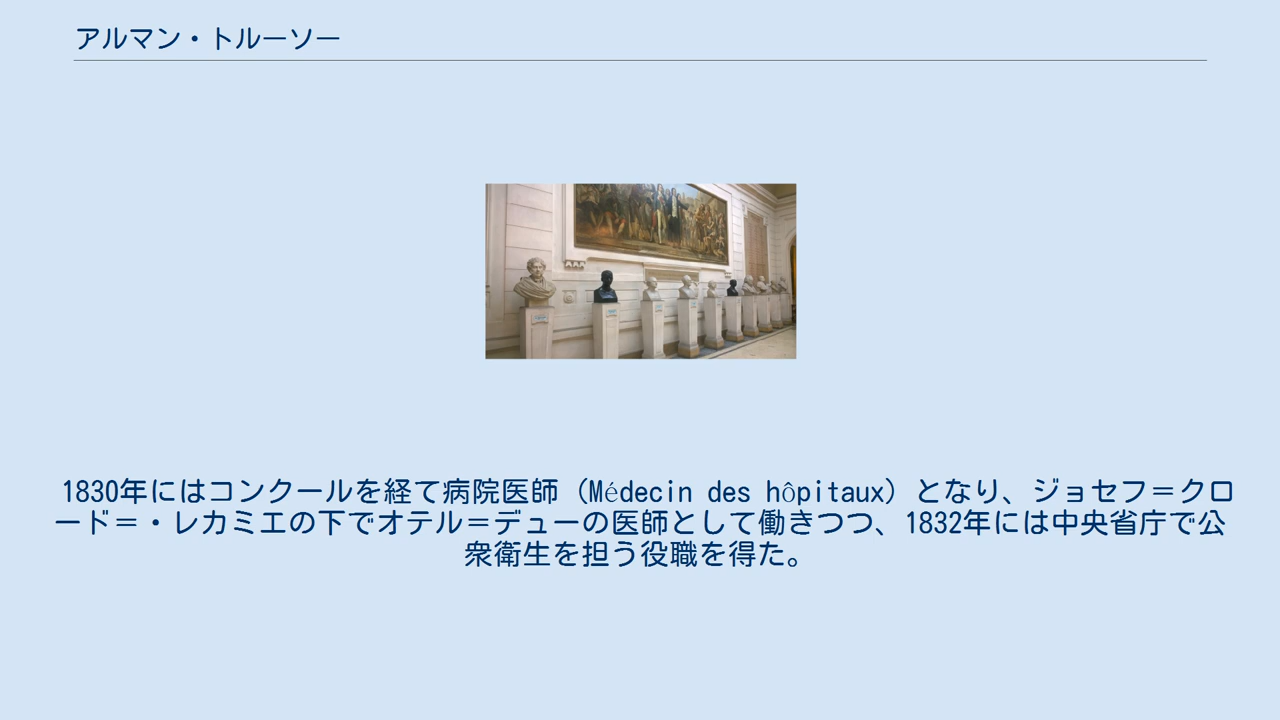 アルマン・トルーソー
1830年にはコンクールを経て病院医師（Médecin des hôpitaux）となり、ジョセフ＝クロ
ード＝・レカミエの下でオテル＝デューの医師として働きつつ、1832年には中央省庁で公
衆衛生を担う役職を得た。